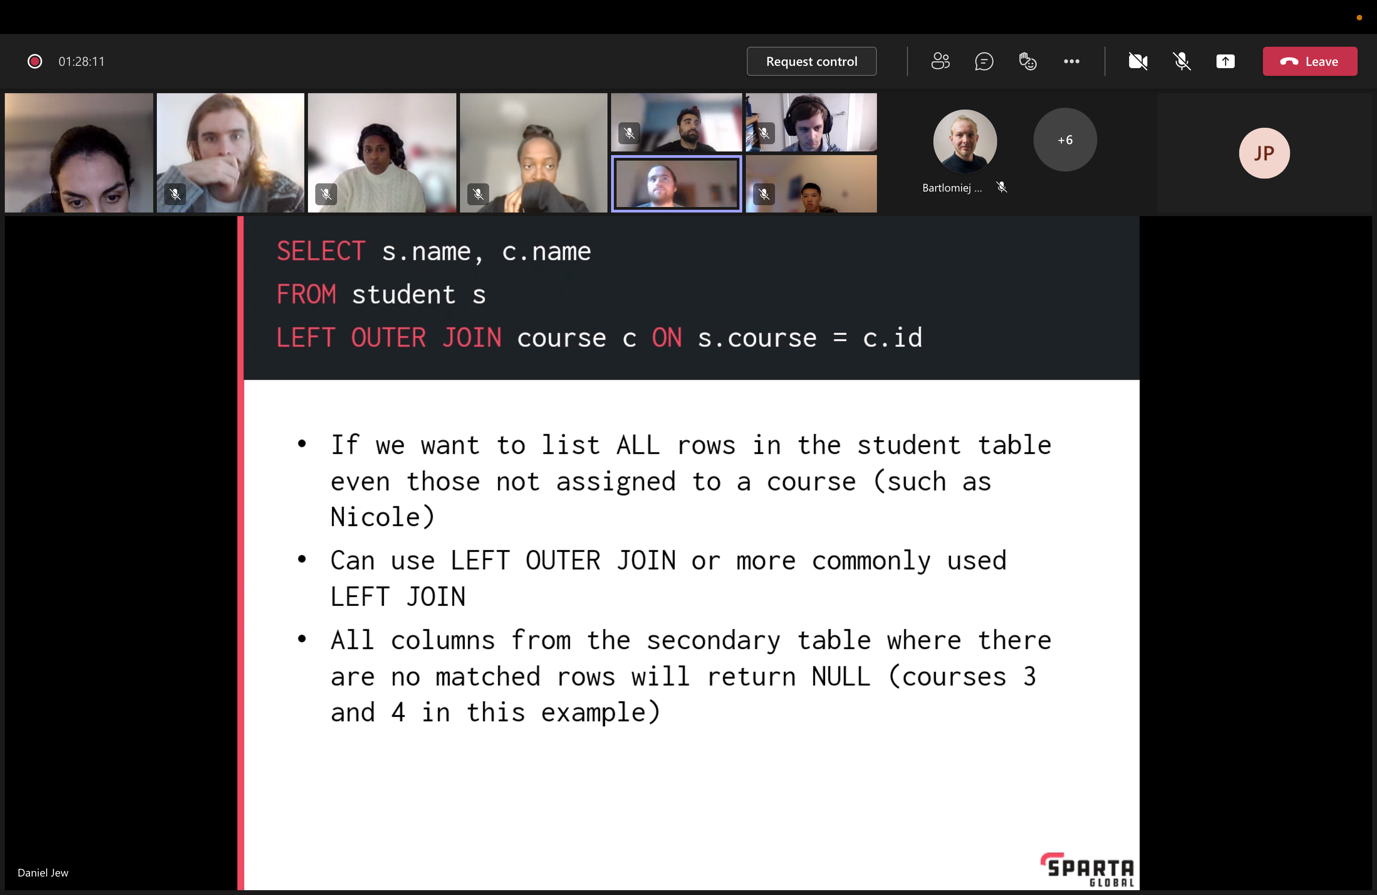 01:28:11
Request control
Leave
+6
JP
Bartlomiej ...
SELECT s.name, c.name
FROM student s
LEFT OUTER JOIN course c ON s.course = c.id
• If we want to list ALL rows in the student table
even those not assigned to a course (such as
Nicole)
• Can use LEFT OUTER JOIN or more commonly used
LEFT JOIN
• All columns from the secondary table where there
are no matched rows will return NULL (courses 3
and 4 in this example)
Daniel Jew
SPARTA
GLOBAL